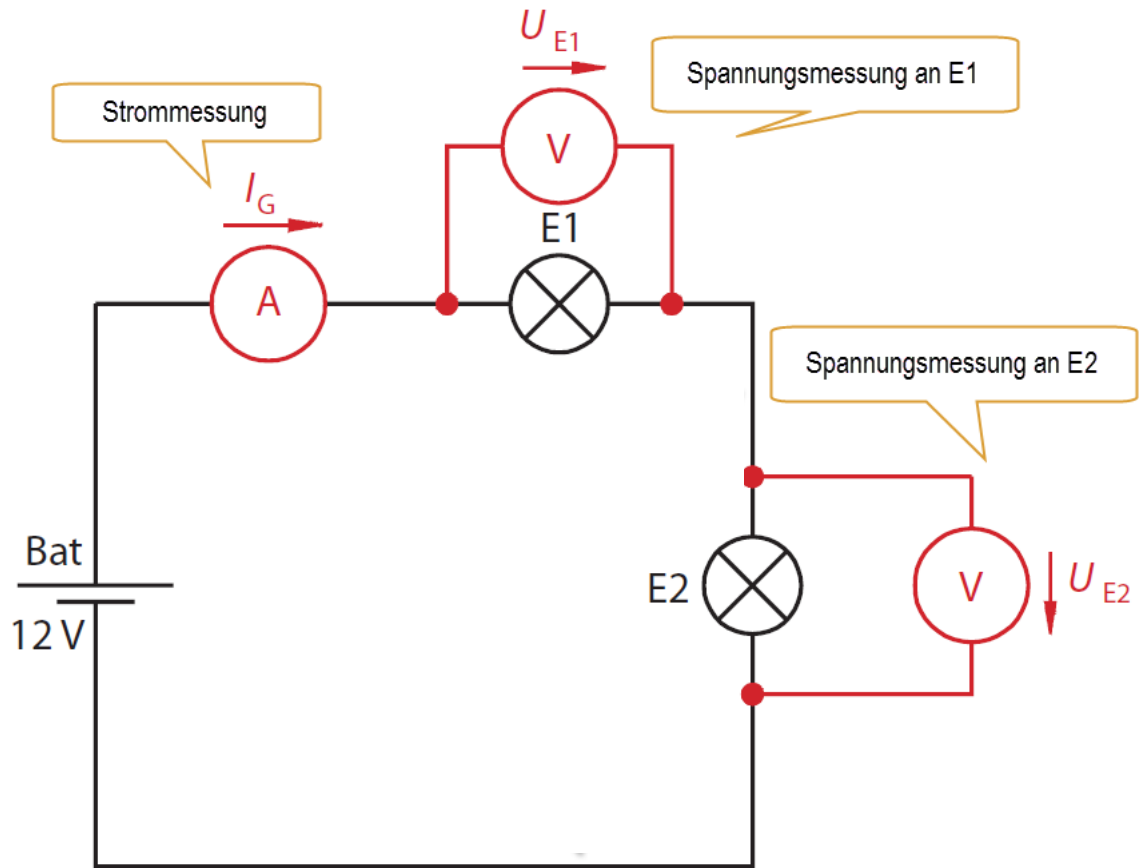 U E1
Spannungsmessung an E1
Strommessung
V
I G
E1
A
Spannungsmessung an E2
Bat
E2
V
U E2
12 V